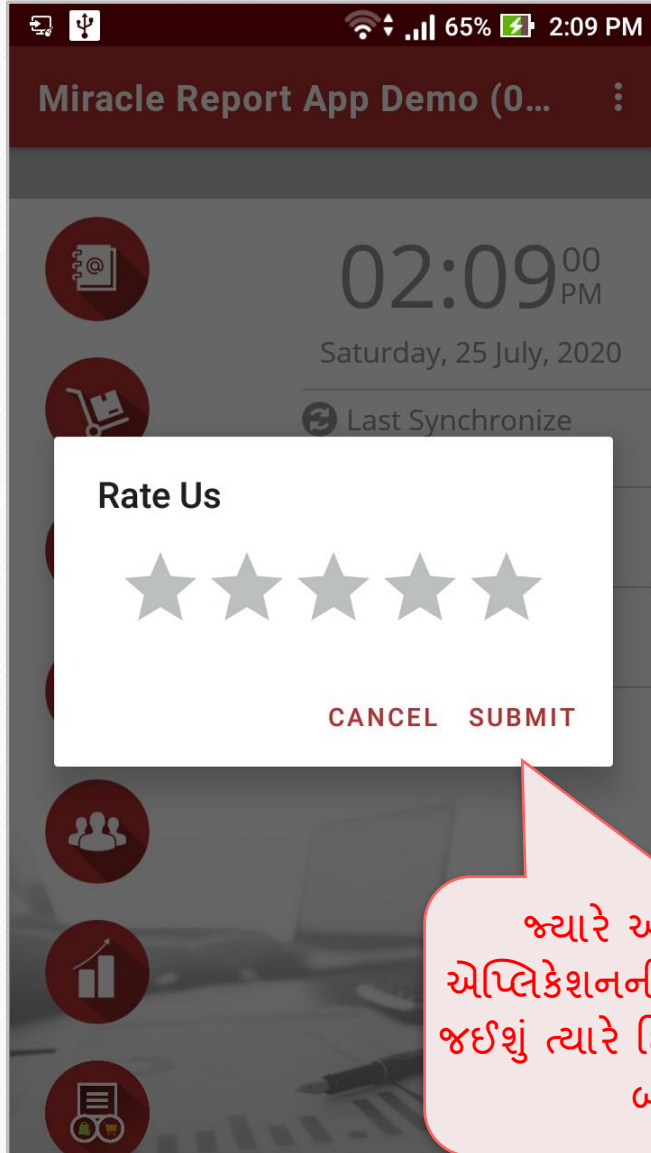 65% 2:09 PM
Miracle Report App Demo (0...
02:09 00 PM
Saturday, 25 July, 2020
Last Synchronize
Rate Us
CANCEL SUBMIT
જ્યારે
એપ્લિકેશનની
જઈશું ત્યારે